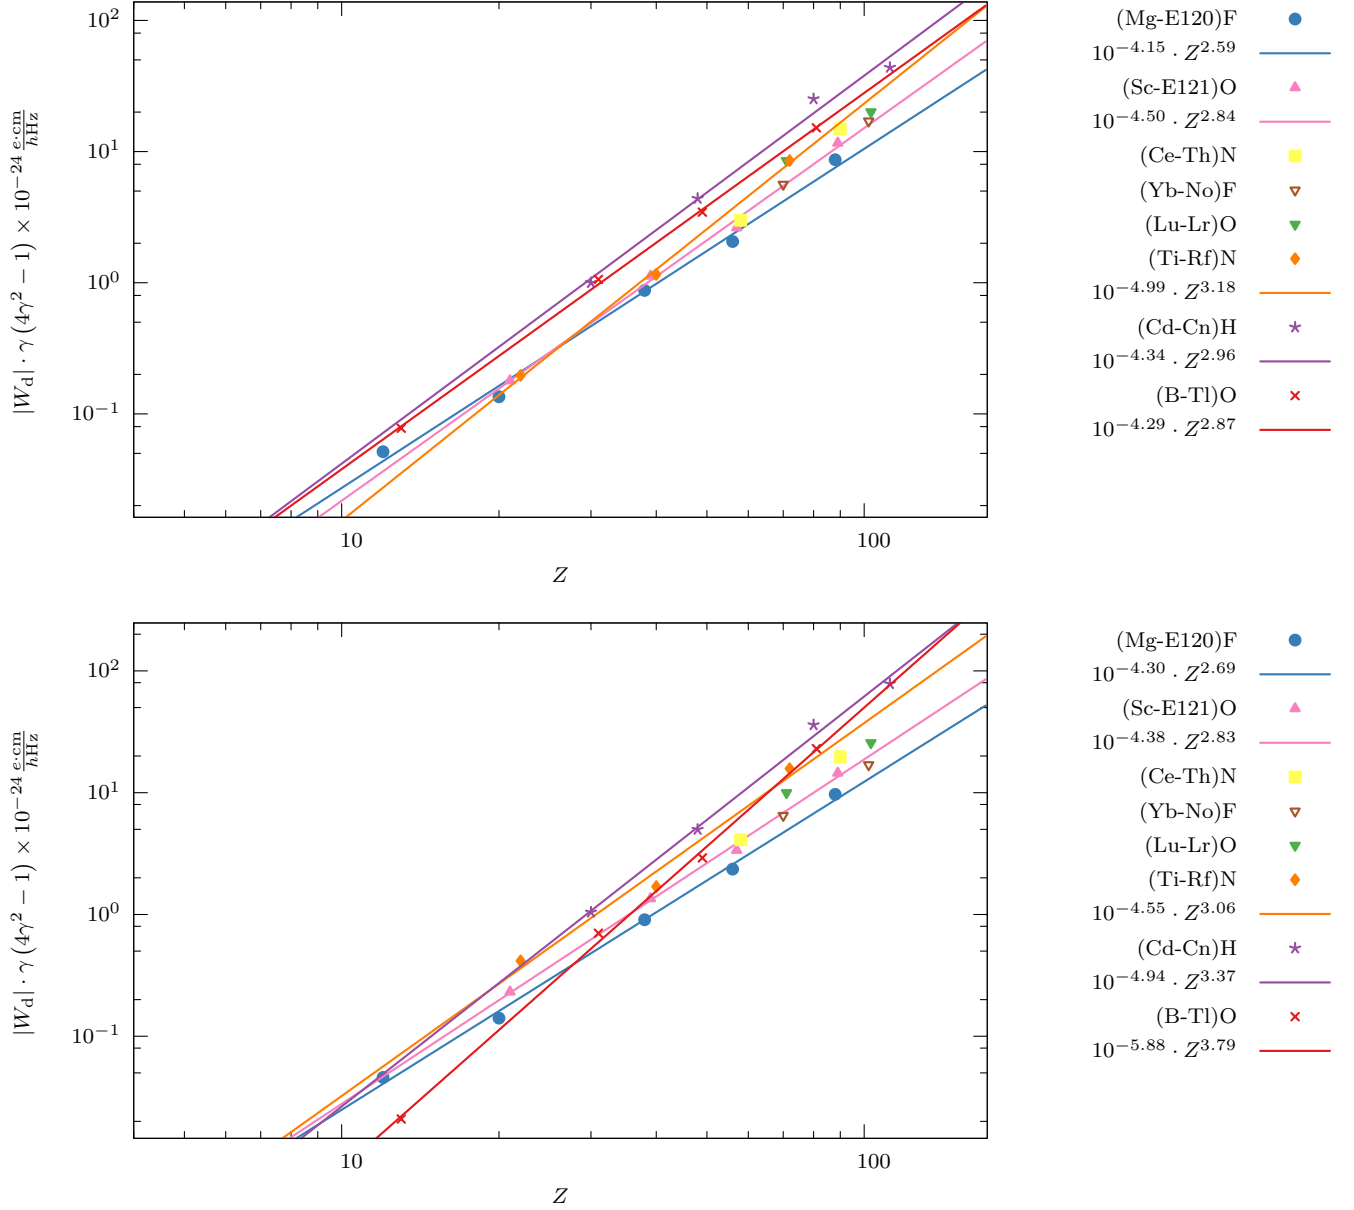 10²
10¹
10⁰
10⁻¹
10
100
Z
|W_d| · γ (4γ² − 1) × 10⁻²⁴ e·cm/hHz
(Mg-E120)F
10^−4.15 · Z^2.59
(Sc-E121)O
10^−4.50 · Z^2.84
(Ce-Th)N
(Yb-No)F
(Lu-Lr)O
(Ti-Rf)N
10^−4.99 · Z^3.18
(Cd-Cn)H
10^−4.34 · Z^2.96
(B-Tl)O
10^−4.29 · Z^2.87
10²
10¹
10⁰
10⁻¹
10
100
Z
|W_d| · γ (4γ² − 1) × 10⁻²⁴ e·cm/hHz
(Mg-E120)F
10^−4.30 · Z^2.69
(Sc-E121)O
10^−4.38 · Z^2.83
(Ce-Th)N
(Yb-No)F
(Lu-Lr)O
(Ti-Rf)N
10^−4.55 · Z^3.06
(Cd-Cn)H
10^−4.94 · Z^3.37
(B-Tl)O
10^−5.88 · Z^3.79